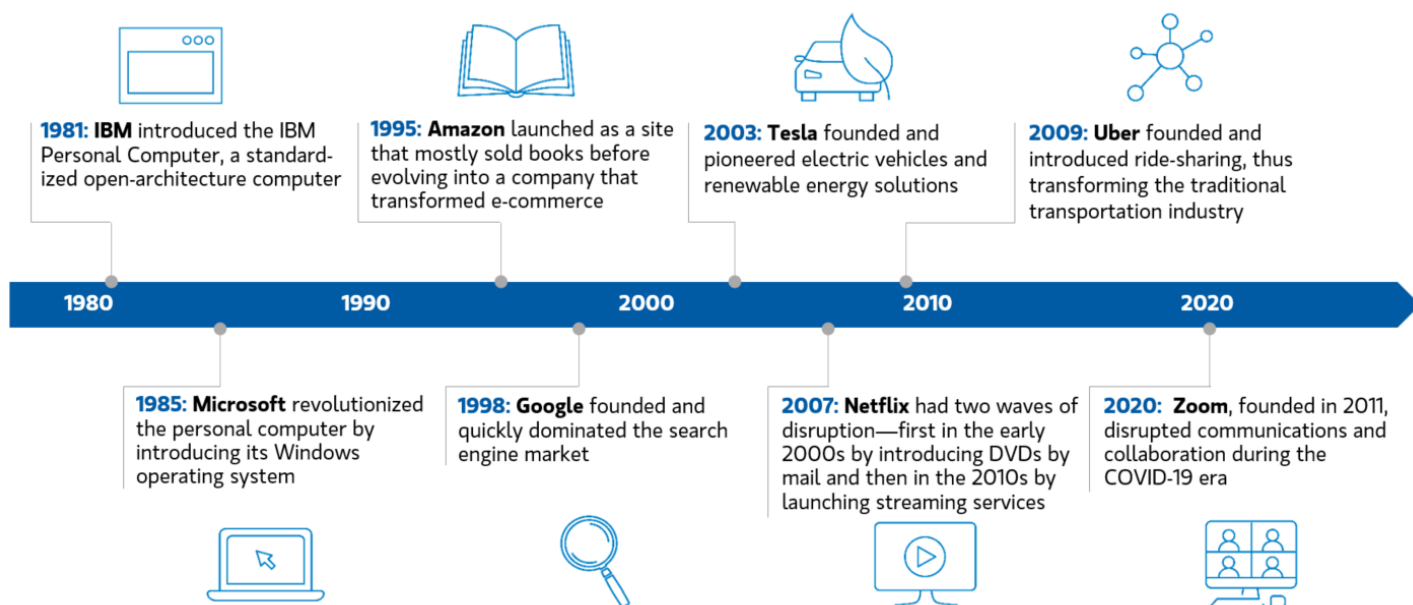 1981: IBM introduced the IBM
Personal Computer, a standard-
ized open-architecture computer
1995: Amazon launched as a site
that mostly sold books before
evolving into a company that
transformed e-commerce
2003: Tesla founded and
pioneered electric vehicles and
renewable energy solutions
2009: Uber founded and
introduced ride-sharing, thus
transforming the traditional
transportation industry
1980 1990 2000 2010 2020
1985: Microsoft revolutionized
the personal computer by
introducing its Windows
operating system
1998: Google founded and
quickly dominated the search
engine market
2007: Netflix had two waves of
disruption—first in the early
2000s by introducing DVDs by
mail and then in the 2010s by
launching streaming services
2020: Zoom, founded in 2011,
disrupted communications and
collaboration during the
COVID-19 era